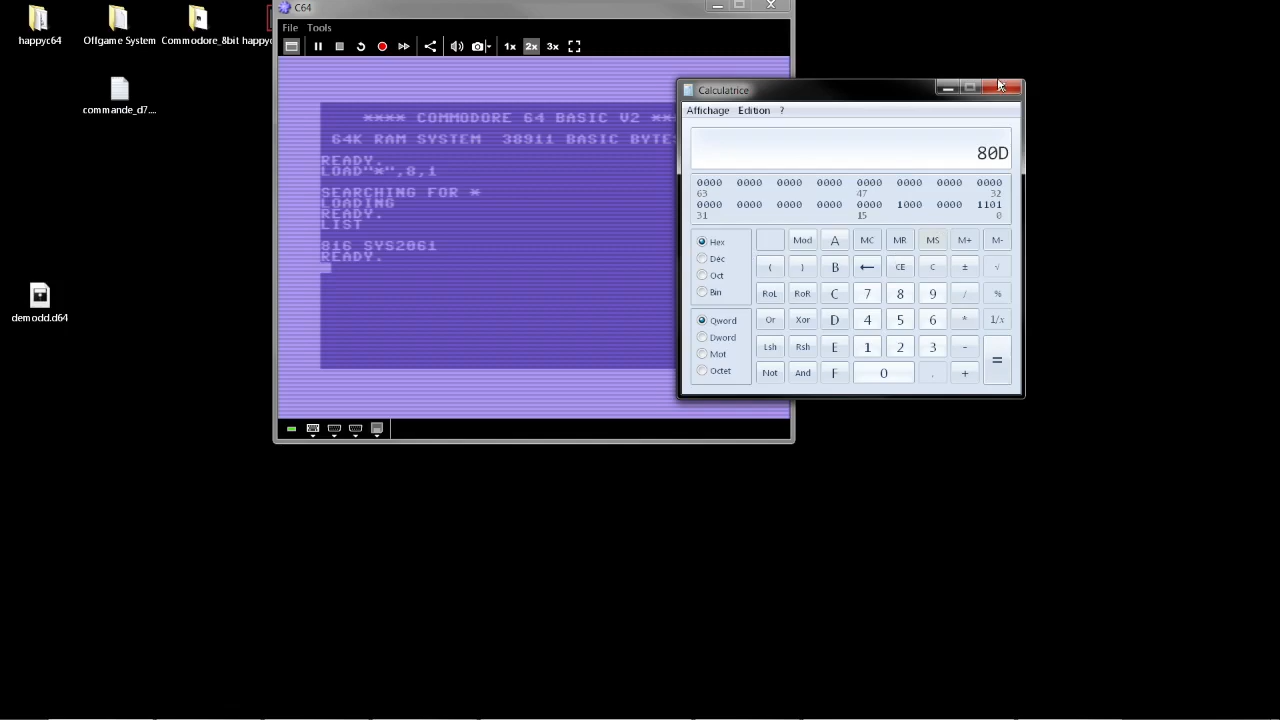 C64
File Tools
1x 2x 3x
**** COMMODORE 64 BASIC V2 **
64K RAM SYSTEM 38911 BASIC BYTE
READY.
LOAD"*",8,1
SEARCHING FOR *
LOADING
READY.
LIST
816 SYS2061
READY.
happyc64
Offgame System
Commodore_8bit
happyc
commande_d7....
demodd.d64
Calculatrice
Affichage Edition ?
80D
0000 0000 0000 0000 0000 0000 0000 0000
63 47 32
0000 0000 0000 0000 0000 1000 0000 1101
31 15 0
Hex
Dec
Oct
Bin
Qword
Dword
Mot
Octet
Mod A MC MR MS M+ M-
( ) B ← CE C ± √
RoL RoR C 7 8 9 / %
Or Xor D 4 5 6 * 1/x
Lsh Rsh E 1 2 3 - =
Not And F 0 . +